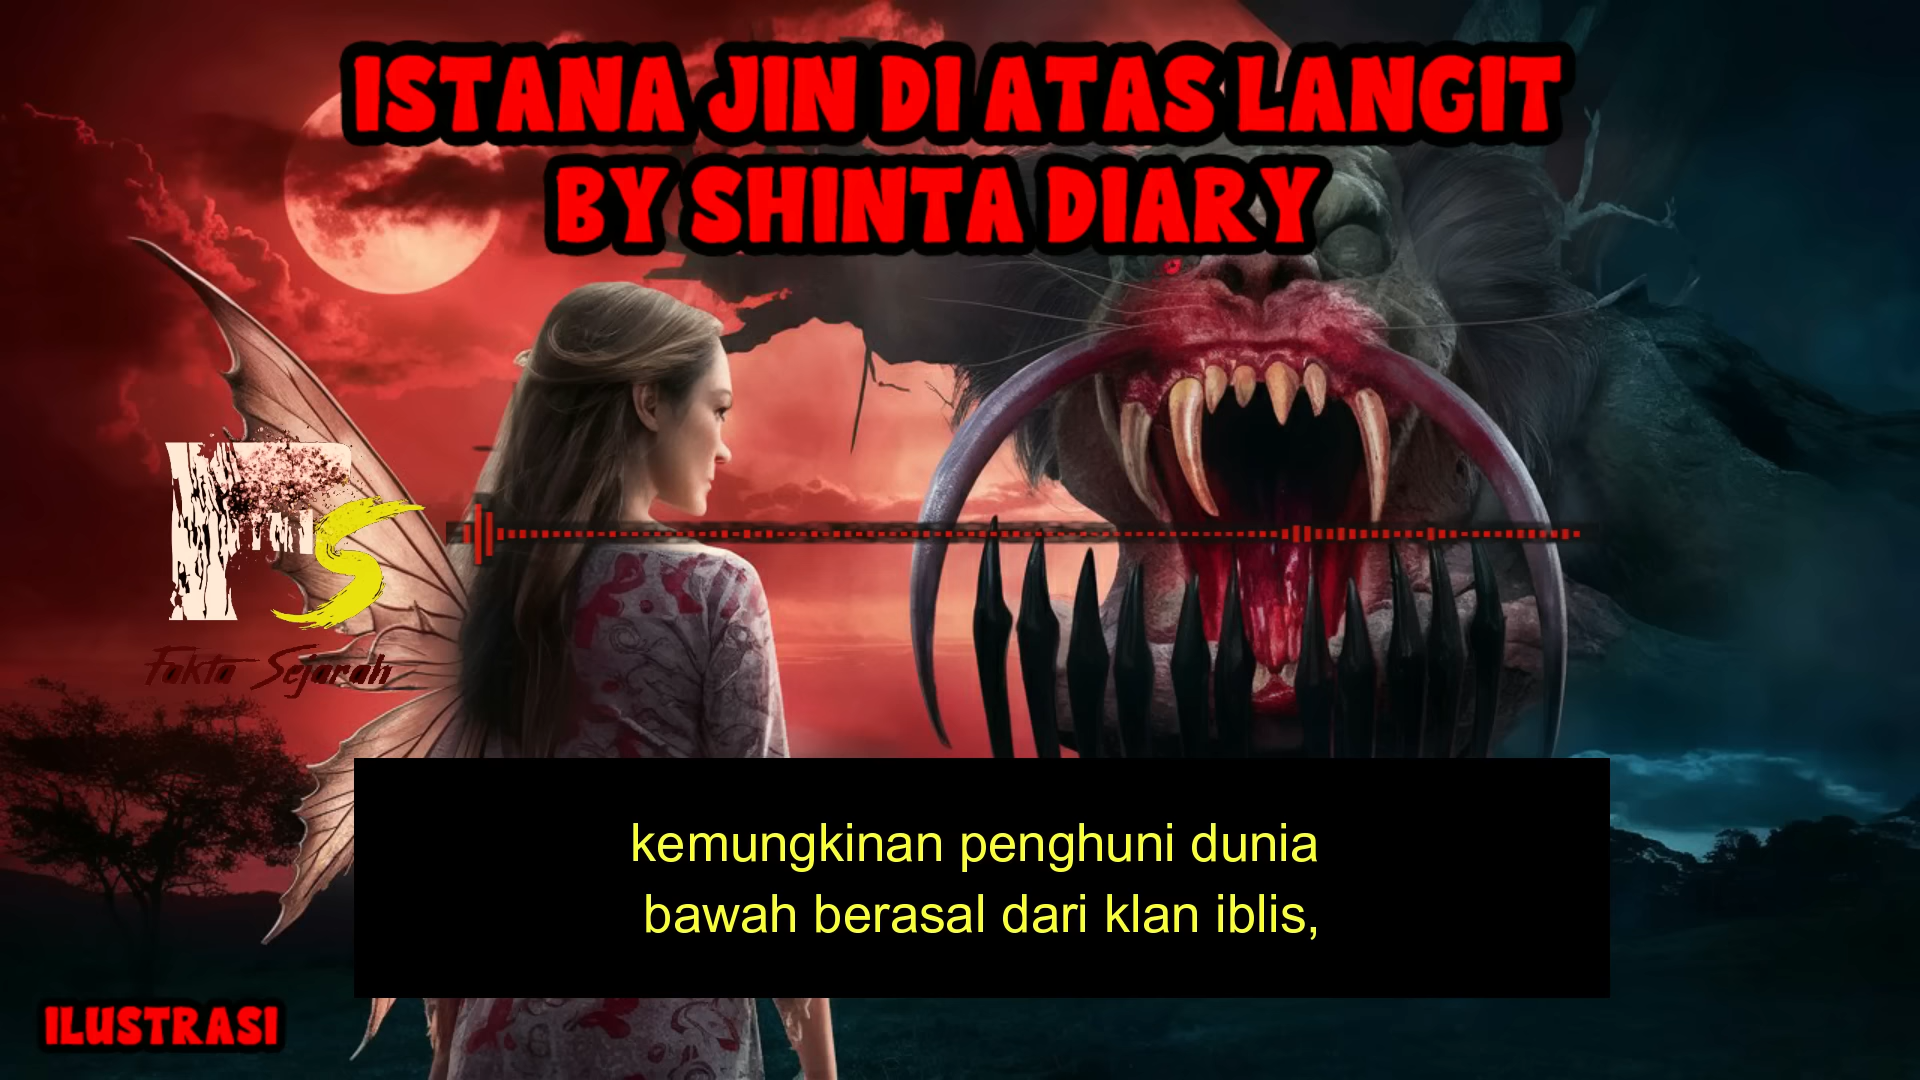 ISTANA JIN DI ATAS LANGIT
BY SHINTA DIARY
FS
Fakta Sejarah
kemungkinan penghuni dunia
bawah berasal dari klan iblis,
ILUSTRASI